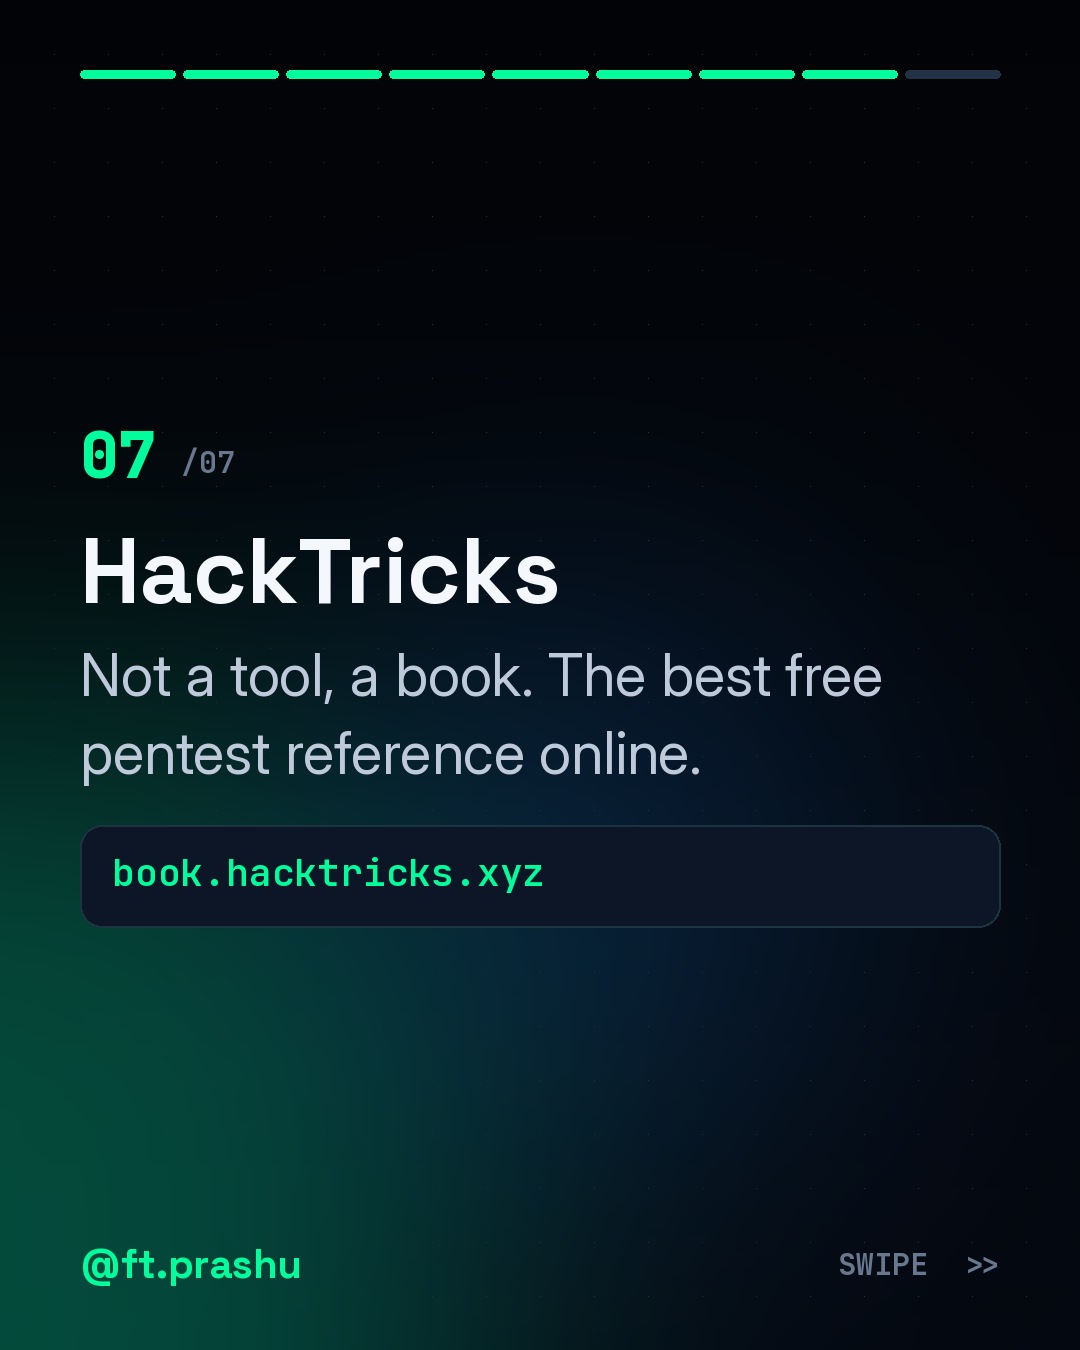 07 /07
HackTricks
Not a tool, a book. The best free
pentest reference online.
book.hacktricks.xyz
@ft.prashu
SWIPE >>